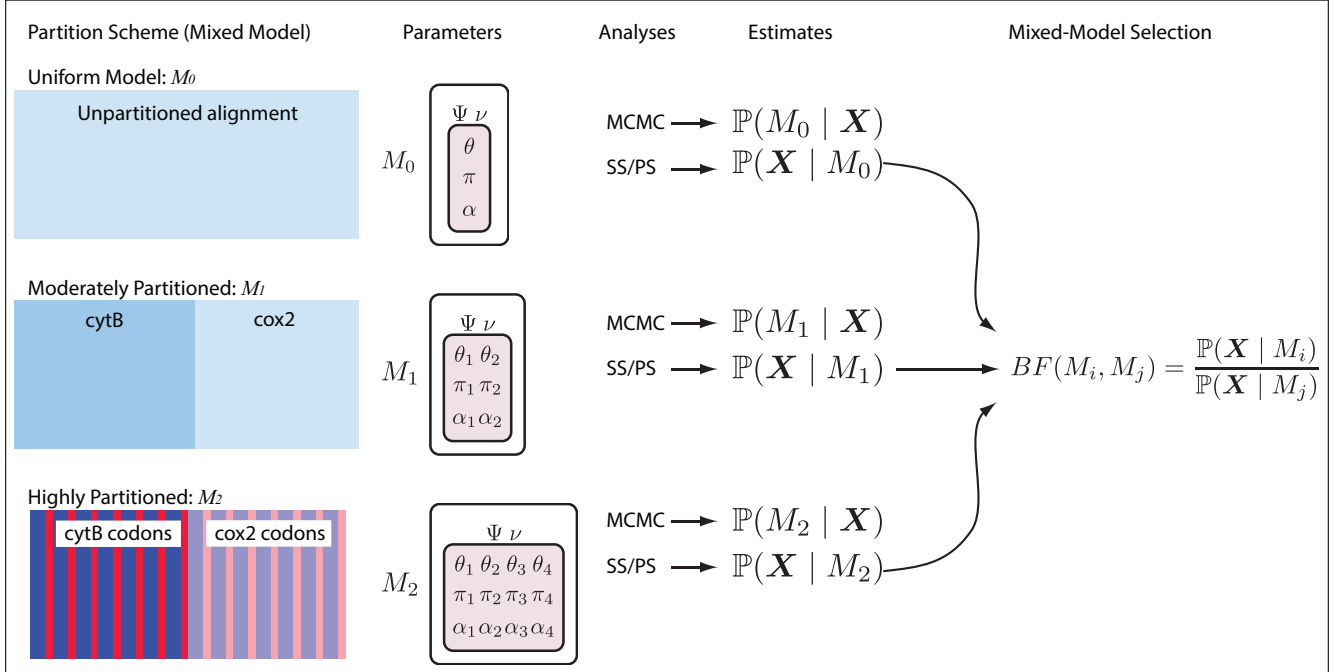 Partition Scheme (Mixed Model) Parameters Analyses Estimates Mixed-Model Selection
Uniform Model: M0
Unpartitioned alignment
M0
Ψ ν
θ
π
α
MCMC ℙ(M0 | X)
SS/PS ℙ(X | M0)
Moderately Partitioned: M1
cytB cox2
M1
Ψ ν
θ1 θ2
π1 π2
α1 α2
MCMC ℙ(M1 | X)
SS/PS ℙ(X | M1)
BF(Mi, Mj) = ℙ(X | Mi)
ℙ(X | Mj)
Highly Partitioned: M2
cytB codons cox2 codons
M2
Ψ ν
θ1 θ2 θ3 θ4
π1 π2 π3 π4
α1 α2 α3 α4
MCMC ℙ(M2 | X)
SS/PS ℙ(X | M2)